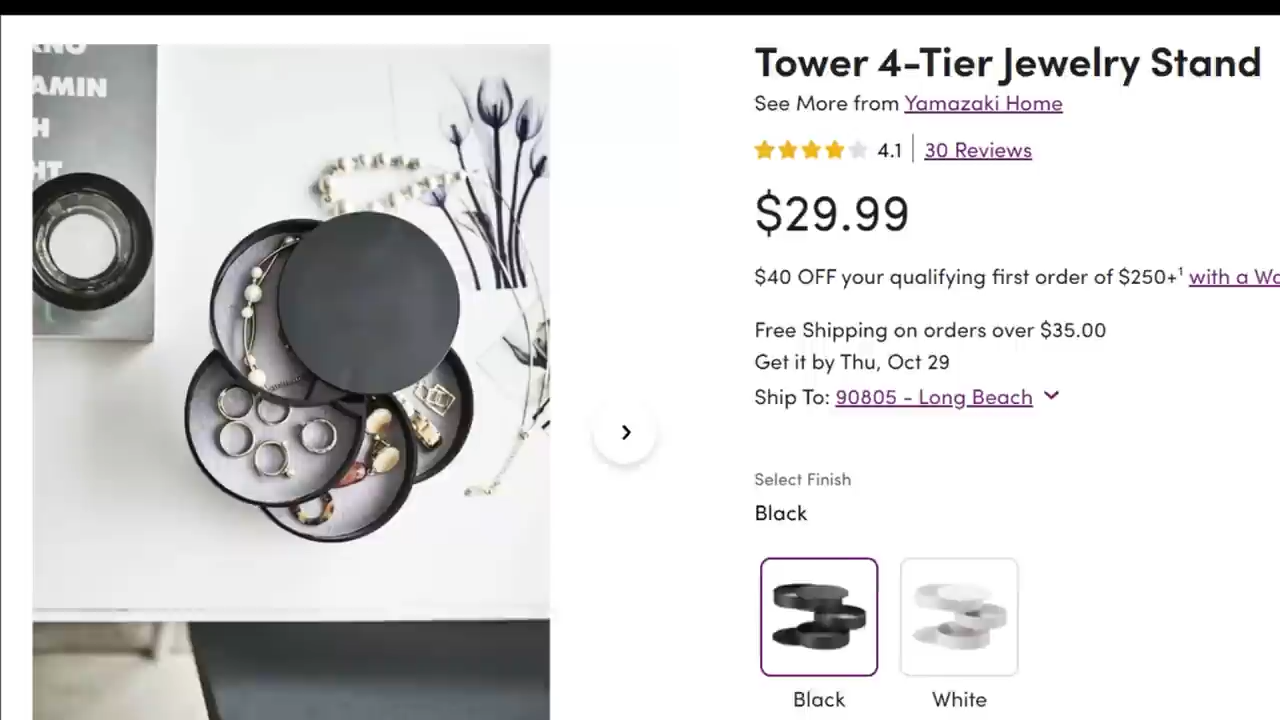 AMIN
H
HT
Tower 4-Tier Jewelry Stand
See More from Yamazaki Home
4.1 30 Reviews
$29.99
$40 OFF your qualifying first order of $250+¹ with a
Free Shipping on orders over $35.00
Get it by Thu, Oct 29
Ship To: 90805 - Long Beach
Select Finish
Black
Black
White